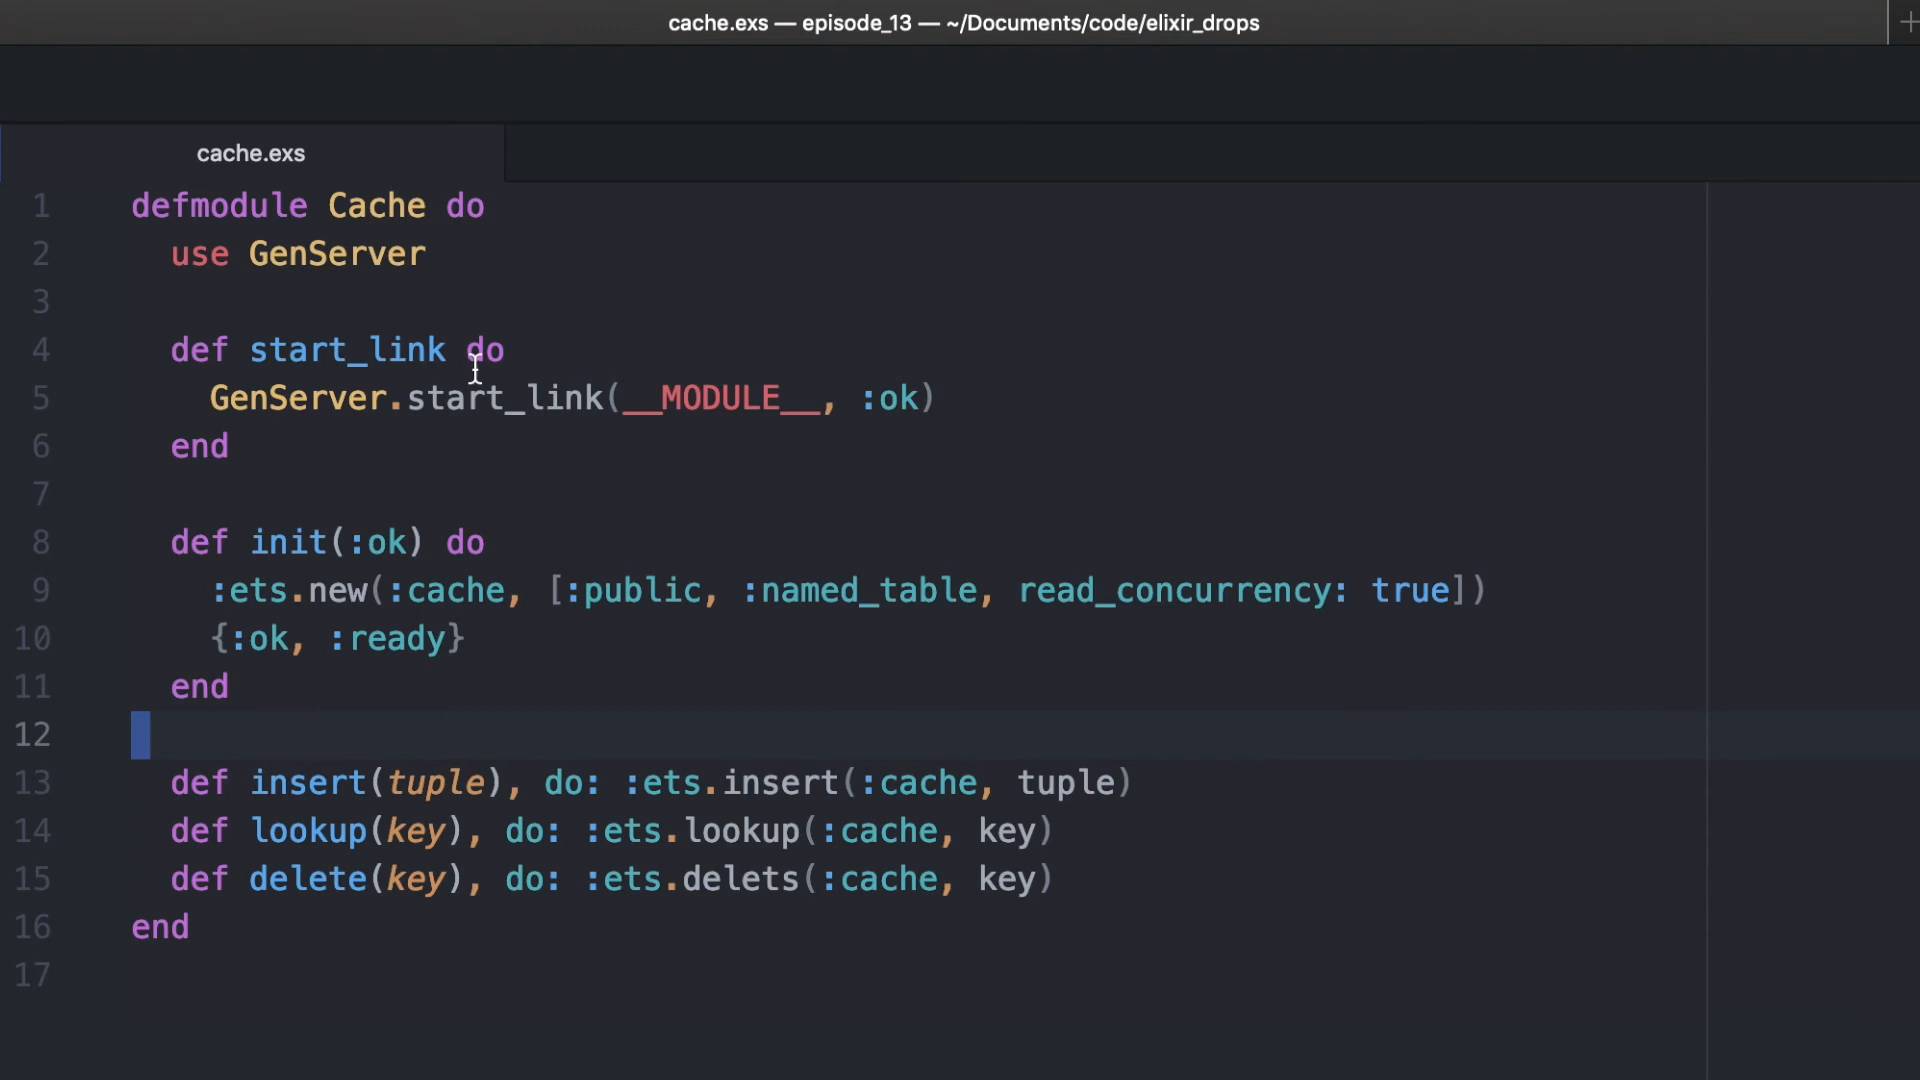 cache.exs — episode_13 — ~/Documents/code/elixir_drops
cache.exs
1 defmodule Cache do
2   use GenServer
3
4   def start_link do
5     GenServer.start_link(__MODULE__, :ok)
6   end
7
8   def init(:ok) do
9     :ets.new(:cache, [:public, :named_table, read_concurrency: true])
10     {:ok, :ready}
11   end
12
13   def insert(tuple), do: :ets.insert(:cache, tuple)
14   def lookup(key), do: :ets.lookup(:cache, key)
15   def delete(key), do: :ets.delets(:cache, key)
16 end
17